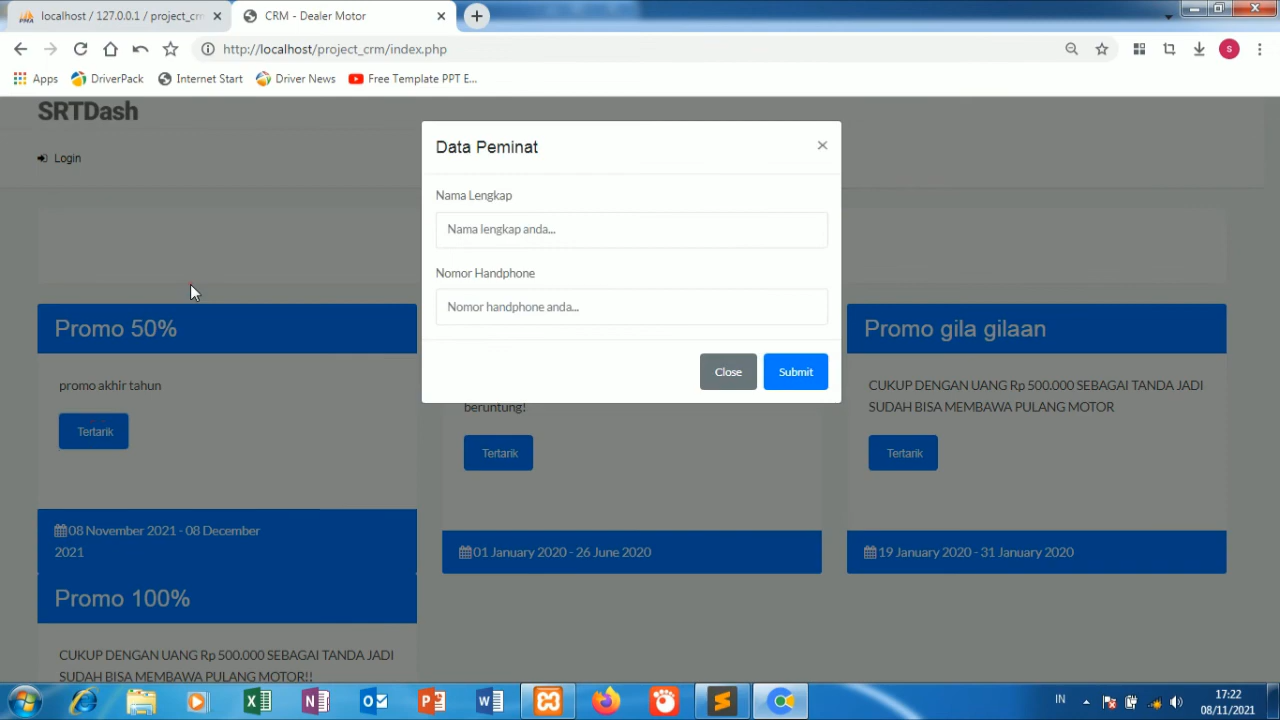 localhost / 127.0.0.1 / project_crm
CRM - Dealer Motor
http://localhost/project_crm/index.php
S
Apps
DriverPack
Internet Start
Driver News
Free Template PPT E...
SRTDash
Login
Data Peminat
×
Nama Lengkap
Nama lengkap anda...
Nomor Handphone
Nomor handphone anda...
Close
Submit
Promo 50%
promo akhir tahun
Tertarik
08 November 2021 - 08 December
2021
beruntung!
Tertarik
01 January 2020 - 26 June 2020
Promo gila gilaan
CUKUP DENGAN UANG Rp 500.000 SEBAGAI TANDA JADI
SUDAH BISA MEMBAWA PULANG MOTOR
Tertarik
19 January 2020 - 31 January 2020
Promo 100%
CUKUP DENGAN UANG Rp 500.000 SEBAGAI TANDA JADI
SUDAH BISA MEMBAWA PULANG MOTOR!!
IN
17:22
08/11/2021